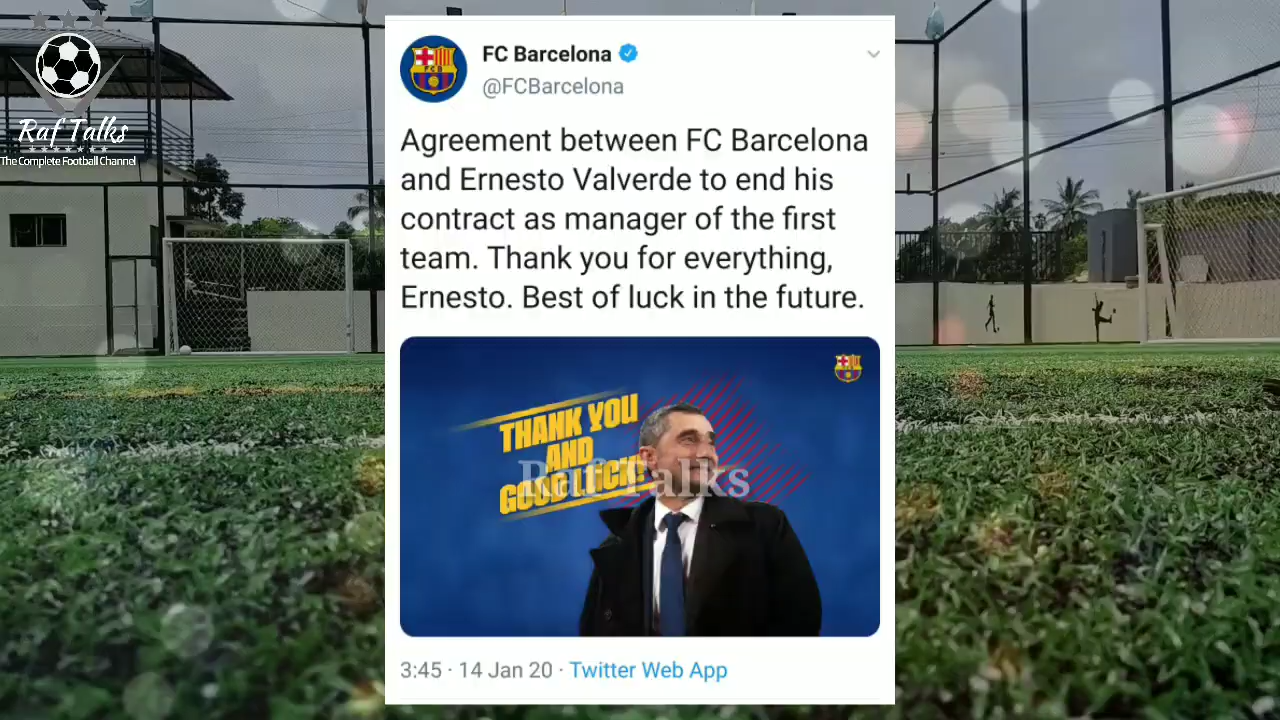 Raf Talks
The Complete Football Channel
FC Barcelona
@FCBarcelona
Agreement between FC Barcelona
and Ernesto Valverde to end his
contract as manager of the first
team. Thank you for everything,
Ernesto. Best of luck in the future.
THANK YOU
AND
GOOD LUCK!
Raf Talks
3:45 · 14 Jan 20 · Twitter Web App